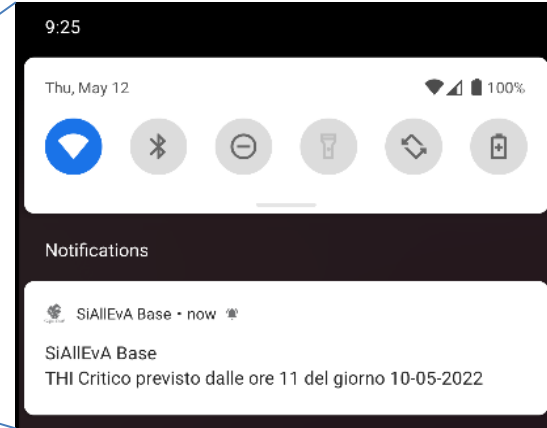 9:25
Thu, May 12
100%
Notifications
SiAllEvA Base • now
SiAllEvA Base
THI Critico previsto dalle ore 11 del giorno 10-05-2022